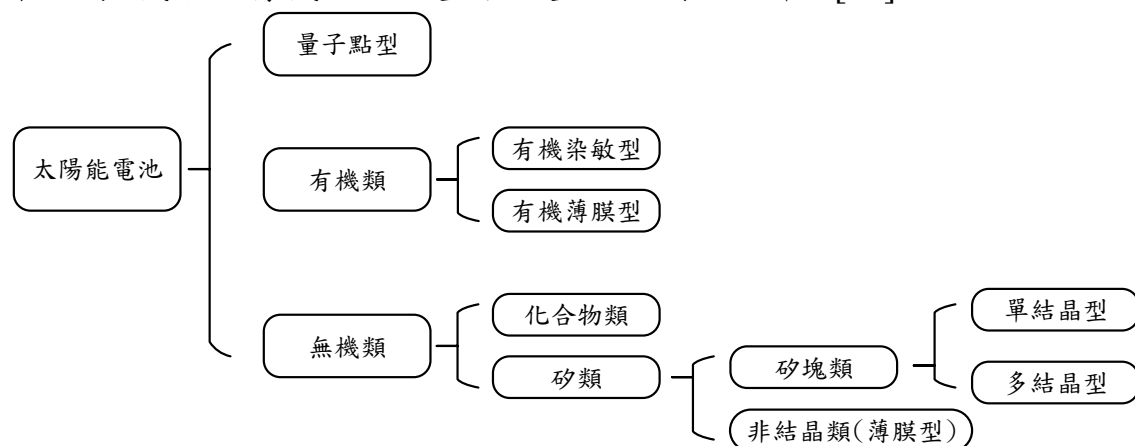 量子點型
太陽能電池
有機類
有機染敏型
有機薄膜型
無機類
化合物類
矽類
矽塊類
單結晶型
多結晶型
非結晶類(薄膜型)